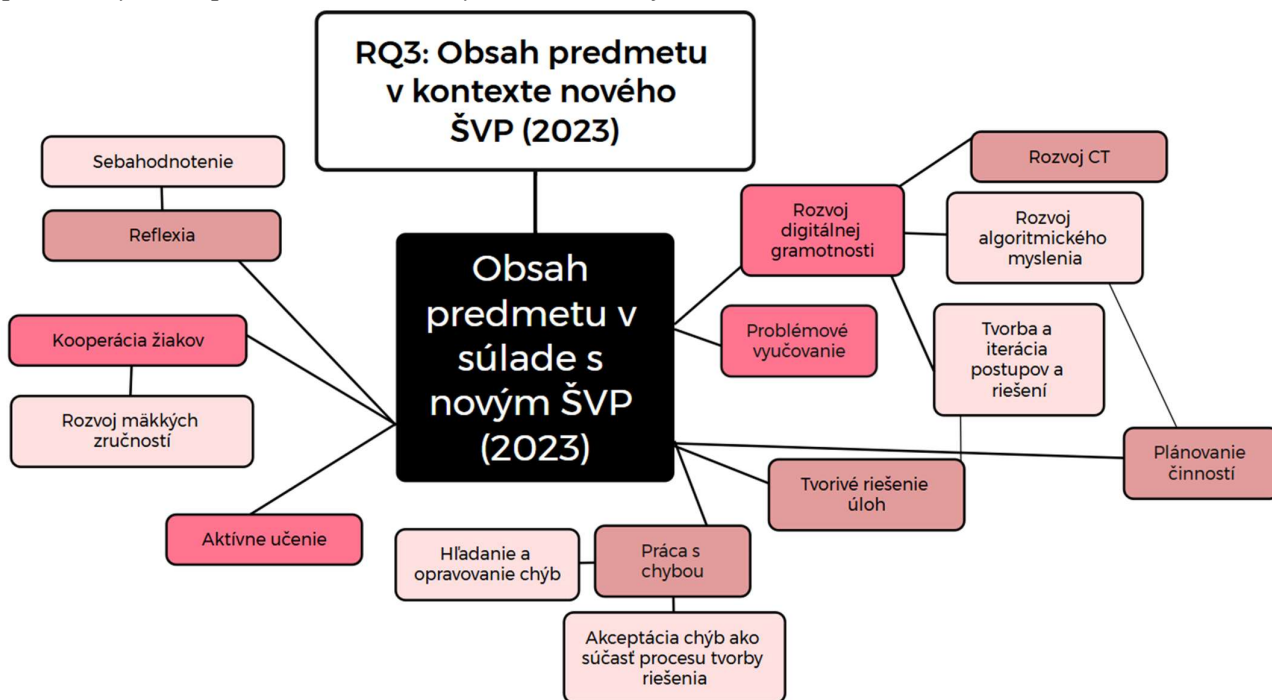 RQ3: Obsah predmetu
v kontexte nového
ŠVP (2023)
Sebahodnotenie
Reflexia
Kooperácia žiakov
Rozvoj mäkkých
zručností
Aktívne učenie
Obsah
predmetu v
súlade s
novým ŠVP
(2023)
Rozvoj
digitálnej
gramotnosti
Problémové
vyučovanie
Rozvoj CT
Rozvoj
algoritmického
myslenia
Tvorba a
iterácia
postupov a
riešení
Plánovanie
činností
Tvorivé riešenie
úloh
Práca s
chybou
Hľadanie a
opravovanie chýb
Akceptácia chýb ako
súčasť procesu tvorby
riešenia